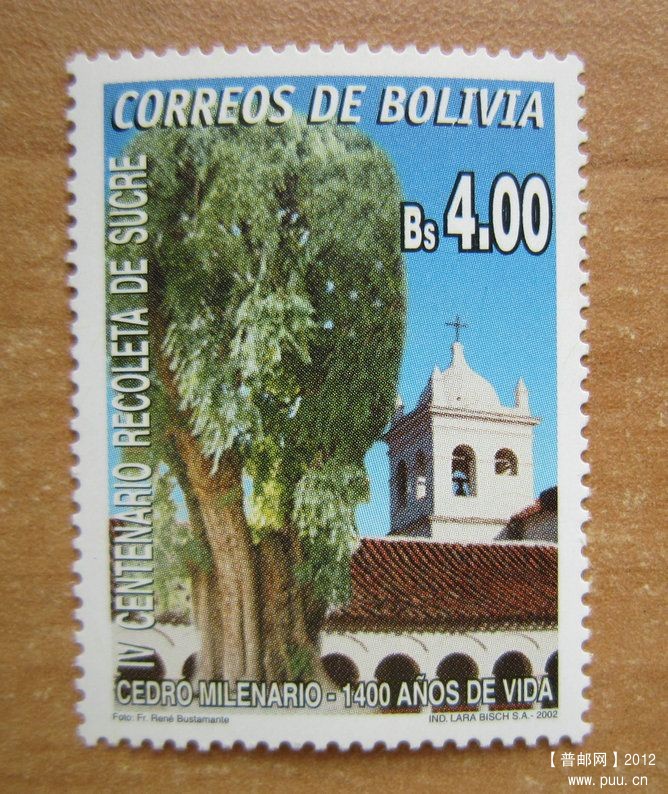 CORREOS DE BOLIVIA
Bs 4.00
IV CENTENARIO RECOLETA DE SUCRE
CEDRO MILENARIO - 1400 AÑOS DE VIDA
Foto: Fr. René Bustamante
IND. LARA BISCH S.A. - 2002
【普邮网】2012
www.puu.cn